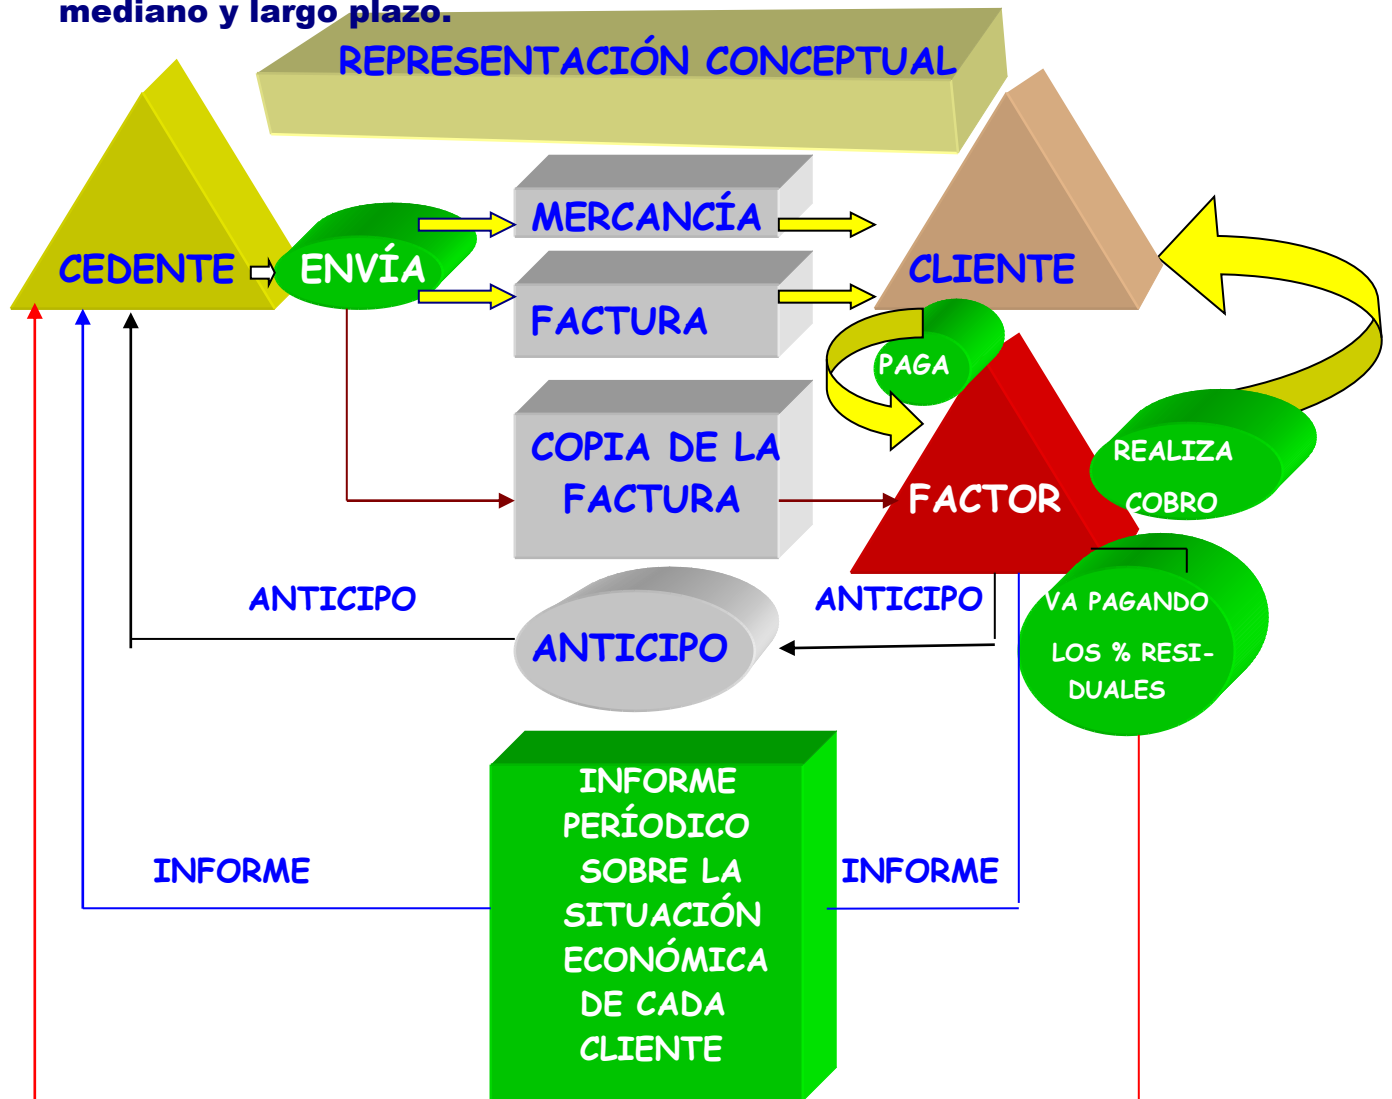 mediano y largo plazo.
REPRESENTACIÓN CONCEPTUAL
MERCANCÍA
CEDENTE
ENVÍA
CLIENTE
FACTURA
PAGA
COPIA DE LA
FACTURA
REALIZA
COBRO
FACTOR
ANTICIPO
ANTICIPO
ANTICIPO
VA PAGANDO
LOS % RESI-
DUALES
INFORME
PERÍODICO
SOBRE LA
SITUACIÓN
ECONÓMICA
DE CADA
CLIENTE
INFORME
INFORME